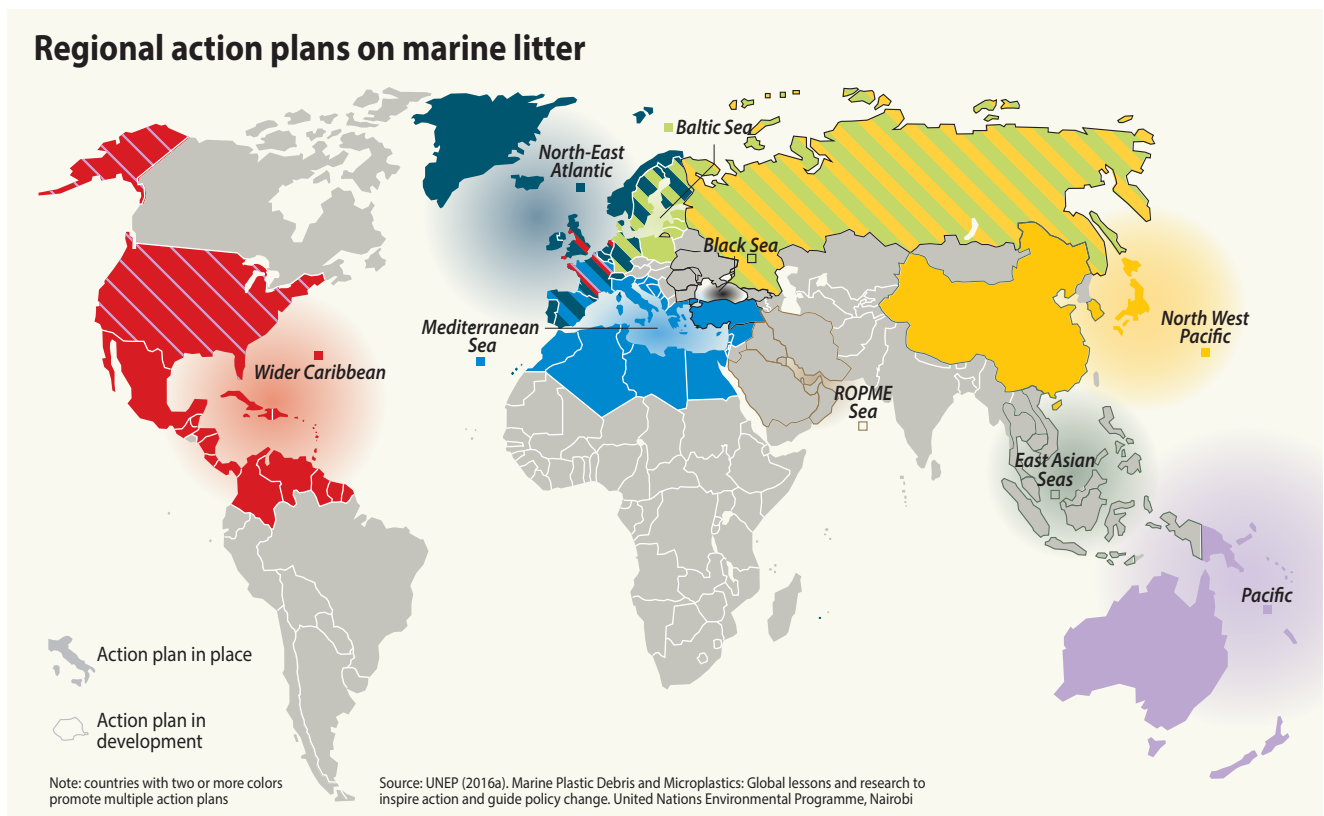 Regional action plans on marine litter
Baltic Sea
North-East
Atlantic
Black Sea
Mediterranean
Sea
Wider Caribbean
North West
Pacific
ROPME
Sea
East Asian
Seas
Pacific
Action plan in place
Action plan in
development
Note: countries with two or more colors
promote multiple action plans
Source: UNEP (2016a). Marine Plastic Debris and Microplastics: Global lessons and research to
inspire action and guide policy change. United Nations Environmental Programme, Nairobi